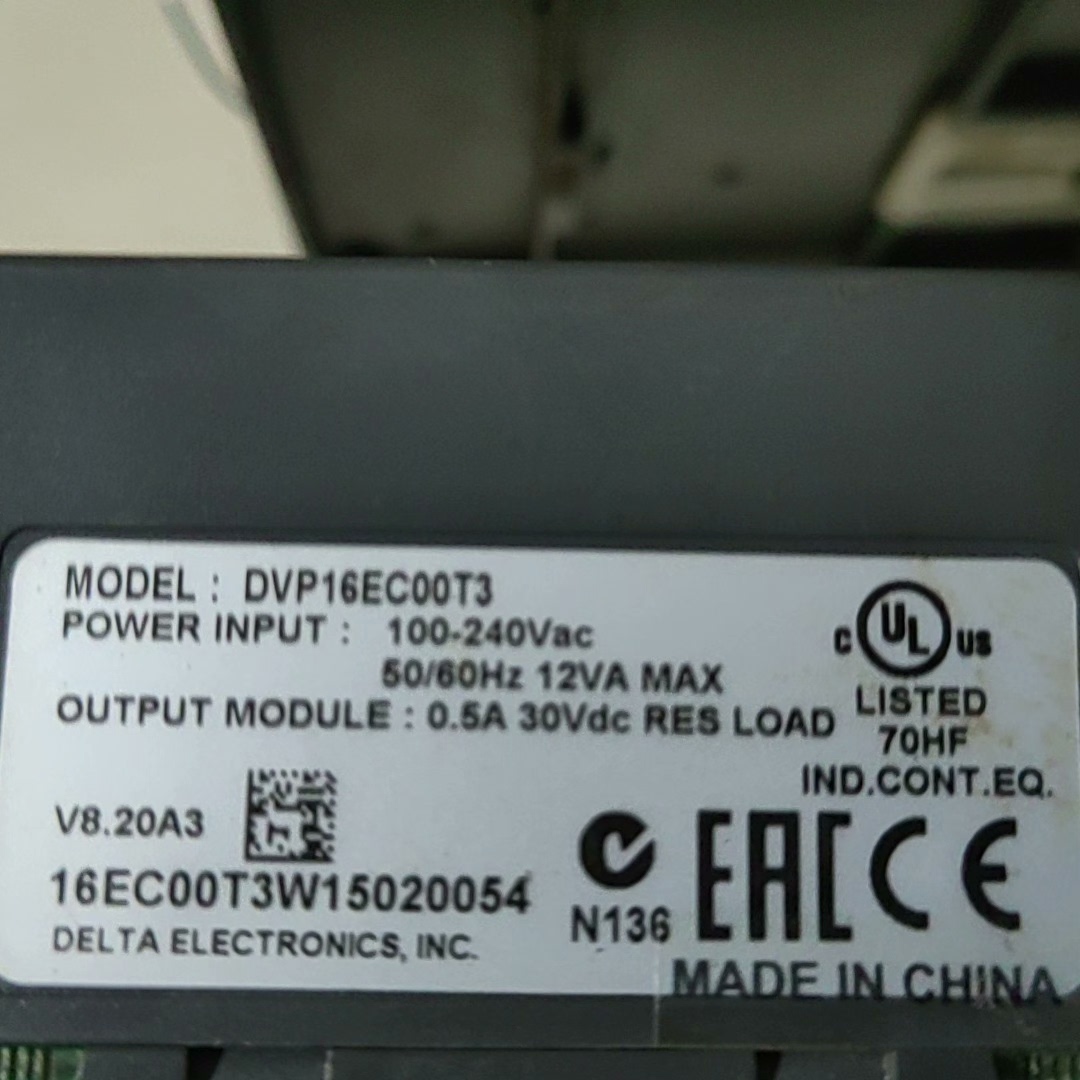 MODEL : DVP16EC00T3
POWER INPUT : 100-240Vac
50/60Hz 12VA MAX
OUTPUT MODULE : 0.5A 30Vdc RES LOAD
C UL US
LISTED
70HF
IND.CONT.EQ.
V8.20A3
16EC00T3W15020054
DELTA ELECTRONICS, INC.
N136
EAC CE
MADE IN CHINA